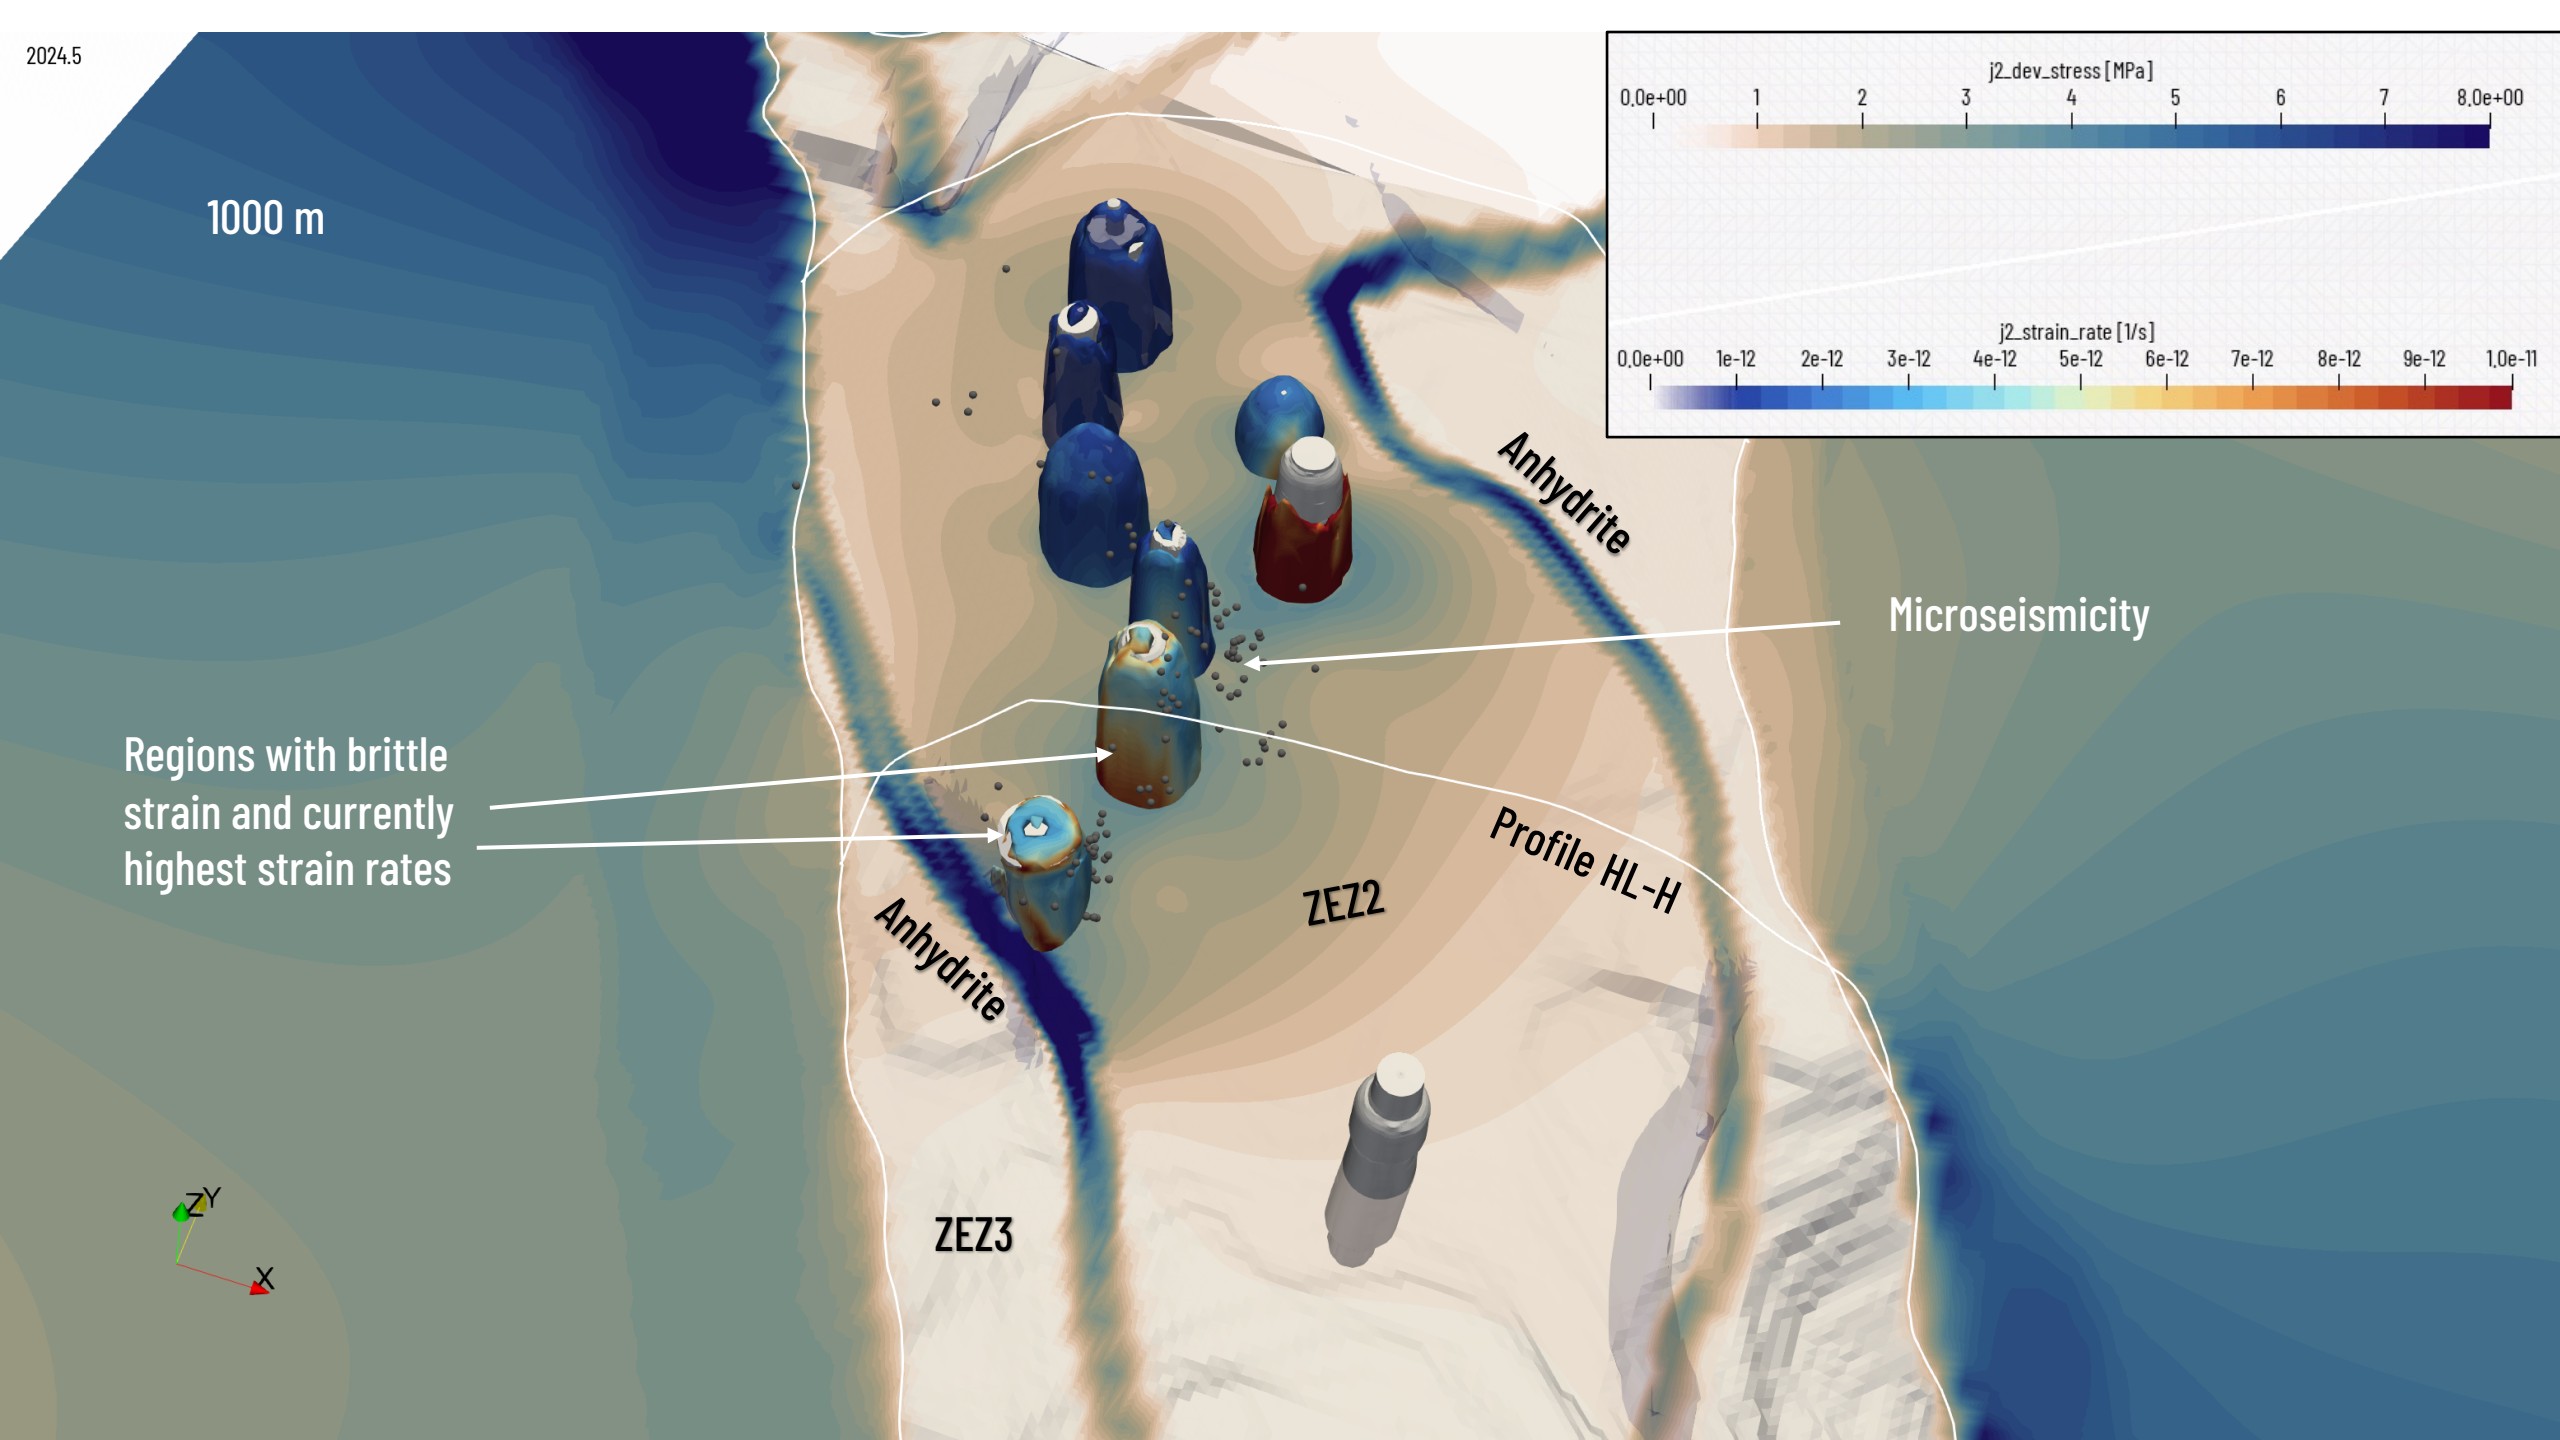 2024.5
j2_dev_stress [MPa]
0.0e+00 1 2 3 4 5 6 7 8.0e+00
1000 m
j2_strain_rate [1/s]
0.0e+00 1e-12 2e-12 3e-12 4e-12 5e-12 6e-12 7e-12 8e-12 9e-12 1.0e-11
Anhydrite
Microseismicity
Regions with brittle
strain and currently
highest strain rates
Profile HL-H
ZEZ2
Anhydrite
ZEZ3
Z Y
X